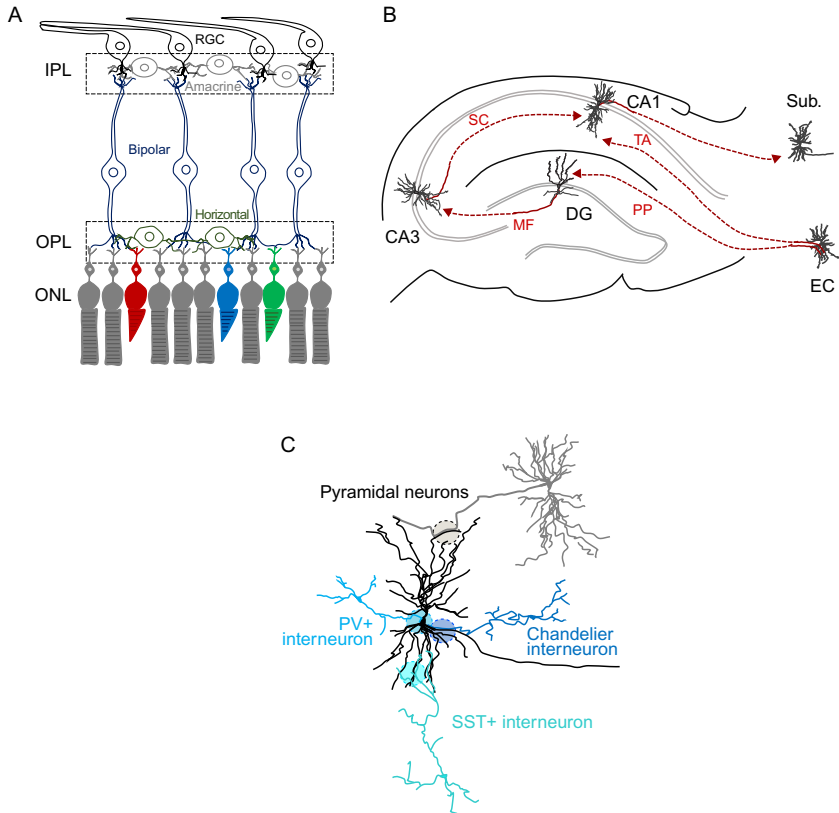 A
RGC
IPL
Amacrine
Bipolar
Horizontal
OPL
ONL
B
CA1
Sub.
SC
TA
DG
PP
MF
CA3
EC
C
Pyramidal neurons
PV+
interneuron
Chandelier
interneuron
SST+ interneuron